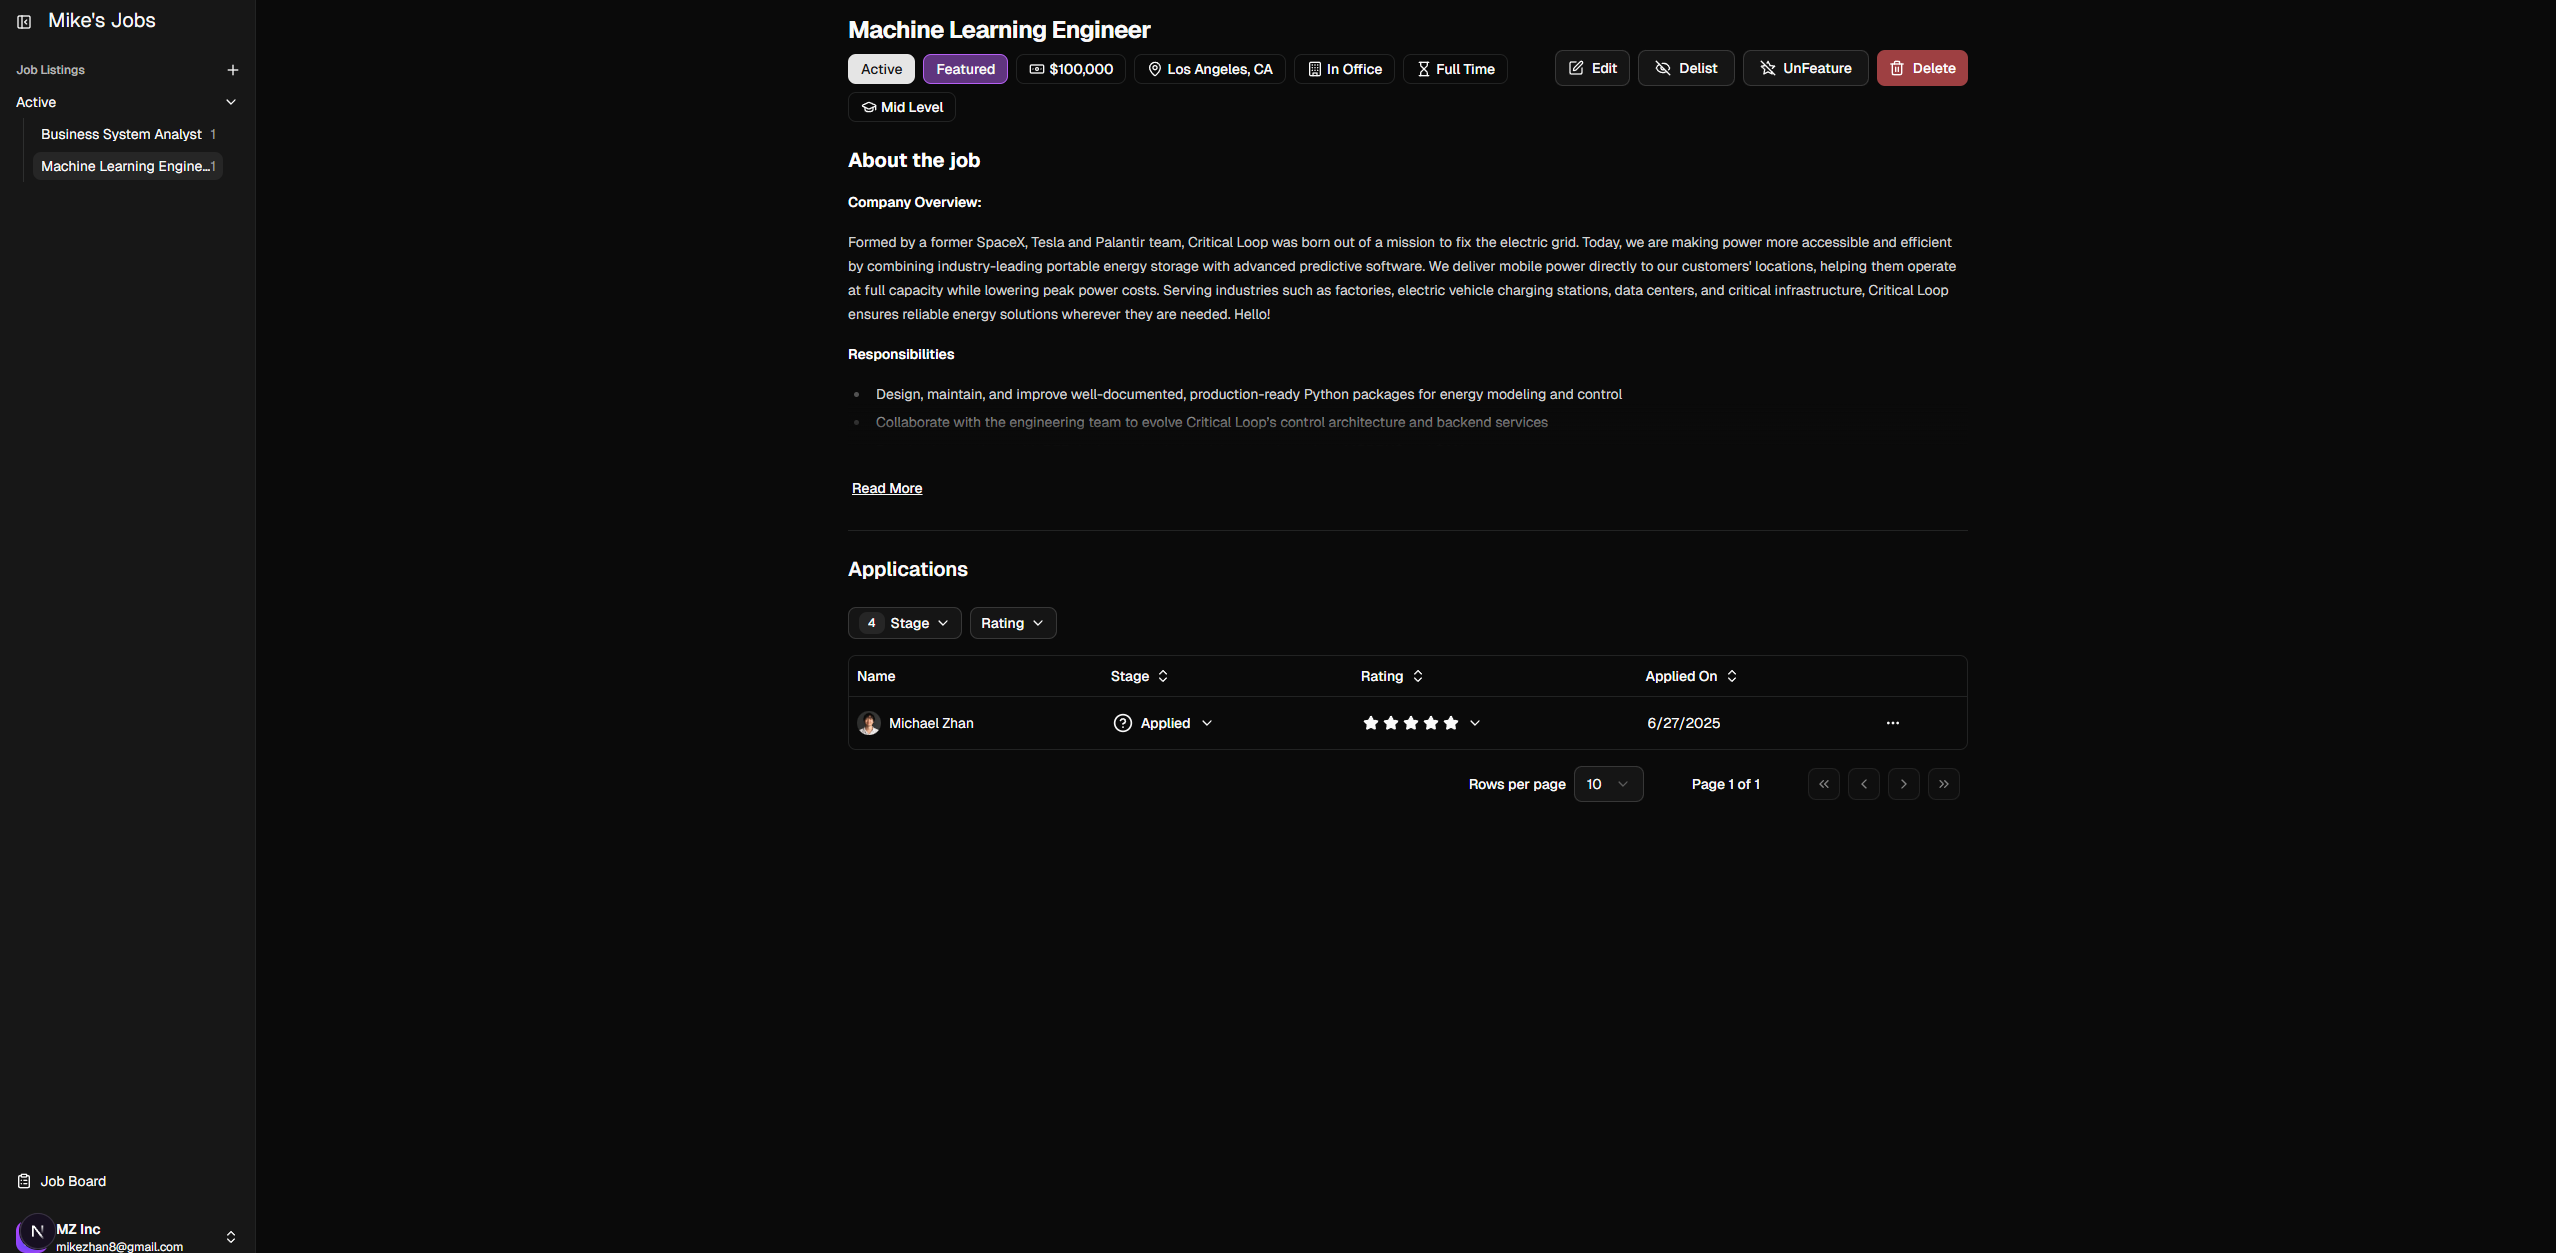 Mike's Jobs
Job Listings
Active
Business System Analyst 1
Machine Learning Engine...1
Job Board
N
MZ Inc
mikezhan8@gmail.com
Machine Learning Engineer
Active Featured $100,000 Los Angeles, CA In Office Full Time
Mid Level
Edit Delist UnFeature Delete
About the job
Company Overview:
Formed by a former SpaceX, Tesla and Palantir team, Critical Loop was born out of a mission to fix the electric grid. Today, we are making power more accessible and efficient
by combining industry-leading portable energy storage with advanced predictive software. We deliver mobile power directly to our customers' locations, helping them operate
at full capacity while lowering peak power costs. Serving industries such as factories, electric vehicle charging stations, data centers, and critical infrastructure, Critical Loop
ensures reliable energy solutions wherever they are needed. Hello!
Responsibilities
Design, maintain, and improve well-documented, production-ready Python packages for energy modeling and control
Collaborate with the engineering team to evolve Critical Loop's control architecture and backend services
Read More
Applications
4 Stage Rating
Name Stage Rating Applied On
Michael Zhan Applied 6/27/2025
Rows per page 10 Page 1 of 1